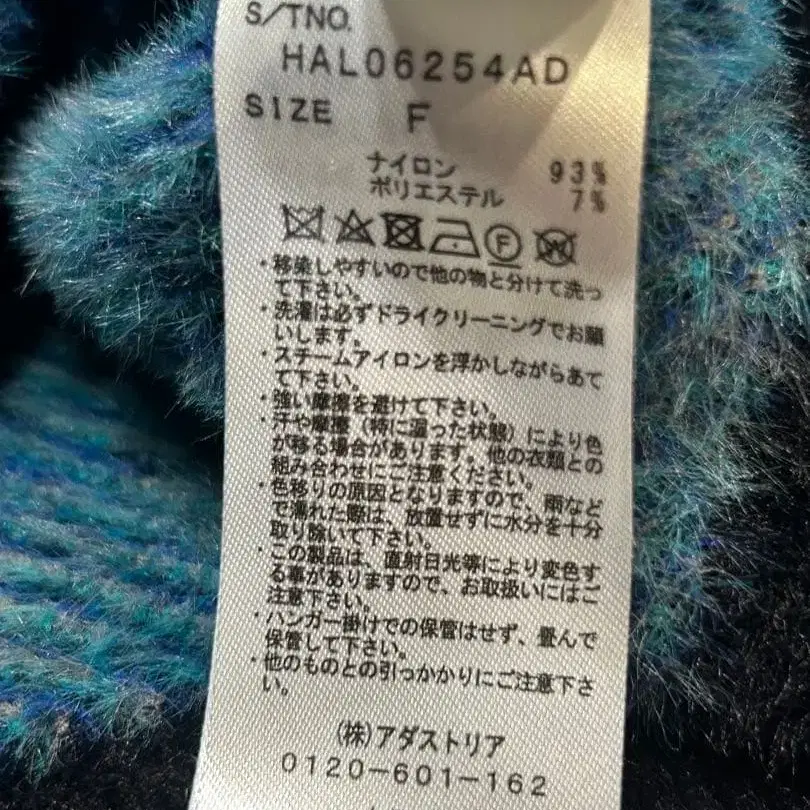 S/TNO.
HAL06254AD
SIZE F
ナイロン 93%
ポリエステル 7%
F
W
・移染しやすいので他の物と分けて洗っ
て下さい。
・洗濯は必ずドライクリーニングでお願
いします。
・スチームアイロンを浮かしながらあて
て下さい。
・強い摩擦を避けて下さい。
・汗や摩擦（特に湿った状態）により色
が移る場合があります。他の衣類との
組み合わせにご注意ください。
・色移りの原因となりますので、雨など
で濡れた際は、放置せずに水分を十分
取り除いて下さい。
・この製品は、直射日光等により変色す
る事がありますので、お取扱いにはご
注意下さい。
・ハンガー掛けでの保管はせず、畳んで
保管して下さい。
・他のものとの引っかかりにご注意下さ
い。
(株)アダストリア
0120-601-162